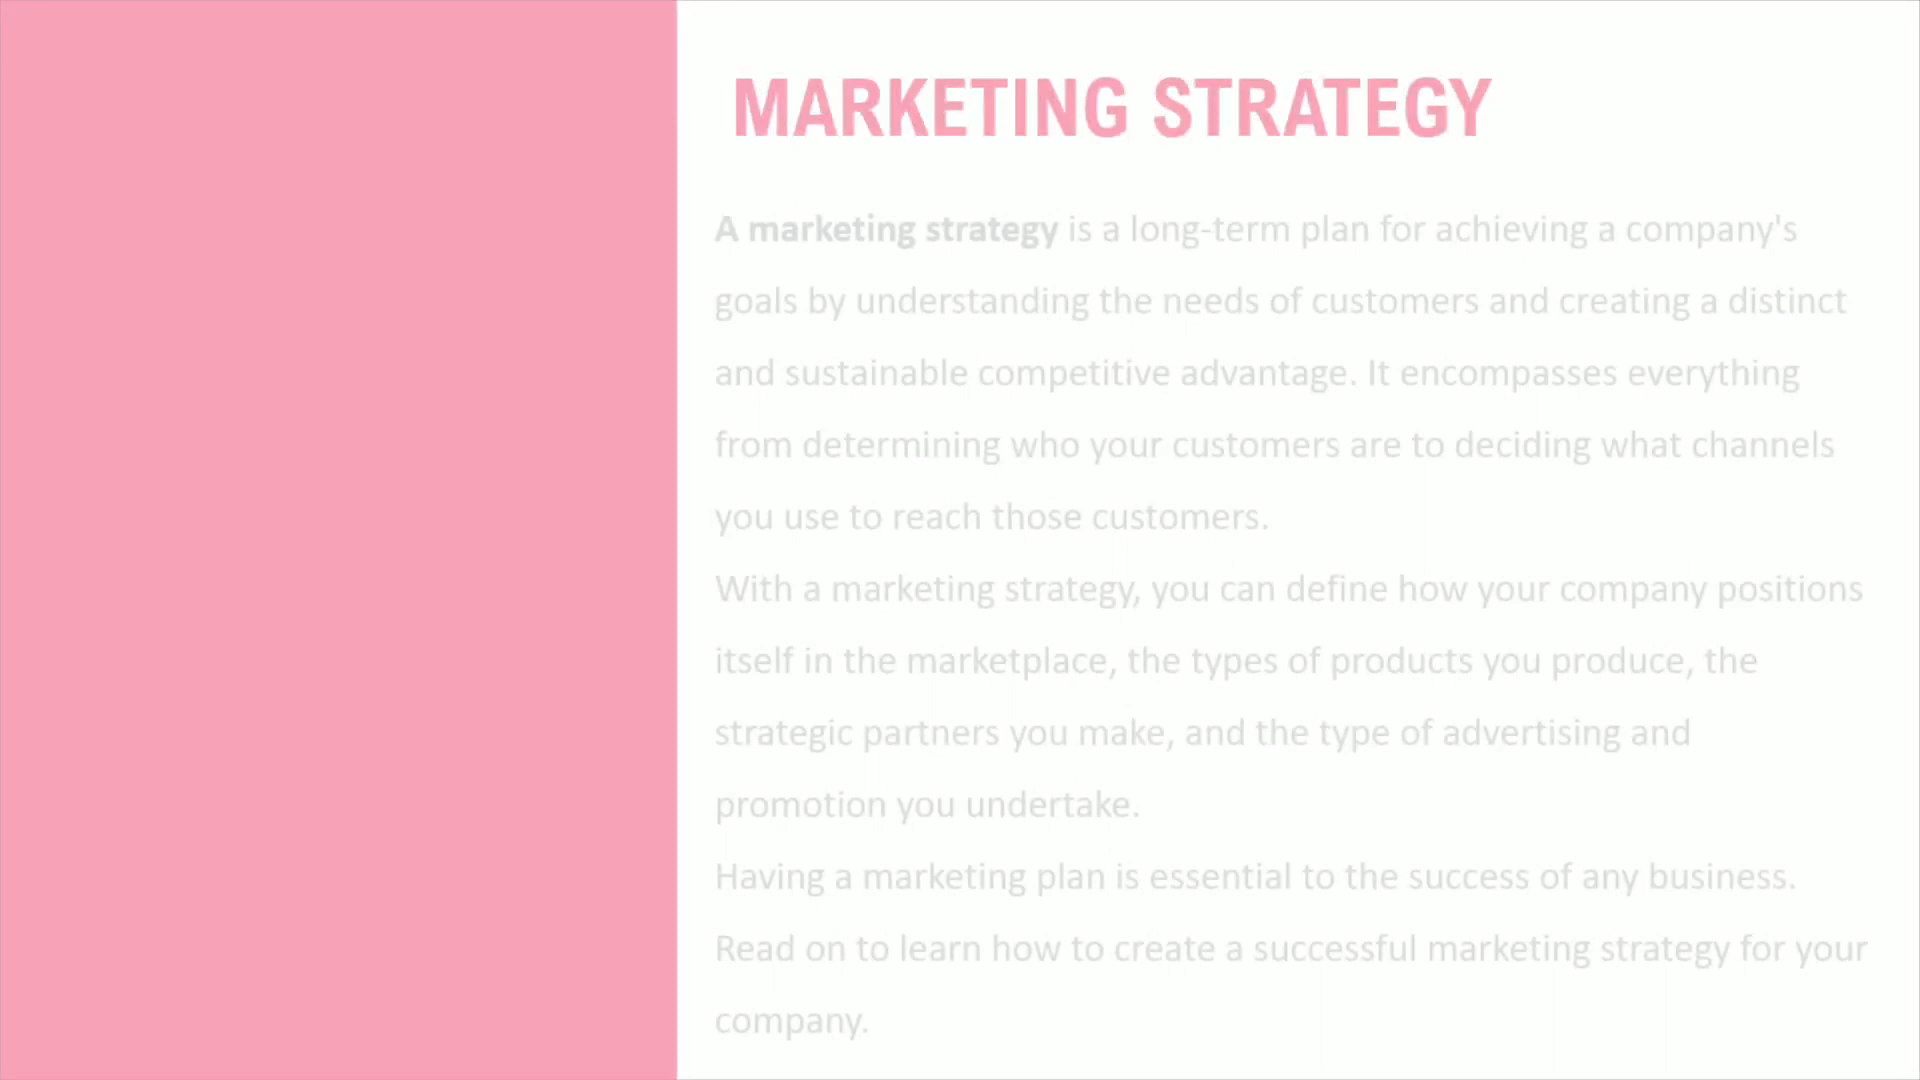 MARKETING STRATEGY
A marketing strategy is a long-term plan for achieving a company's
goals by understanding the needs of customers and creating a distinct
and sustainable competitive advantage. It encompasses everything
from determining who your customers are to deciding what channels
you use to reach those customers.
With a marketing strategy, you can define how your company positions
itself in the marketplace, the types of products you produce, the
strategic partners you make, and the type of advertising and
promotion you undertake.
Having a marketing plan is essential to the success of any business.
Read on to learn how to create a successful marketing strategy for your
company.